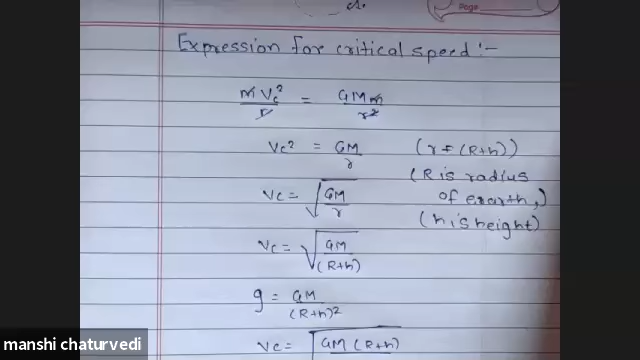 Page
Expression for critical speed :-
mVc²/r = GMm/r²
Vc² = GM/r (r = (R+h))
(R is radius
Vc = √GM/r of erarth,)
(h is height)
Vc = √GM/(R+h)
g = GM/(R+h)²
Vc = √GM(R+h)
manshi chaturvedi